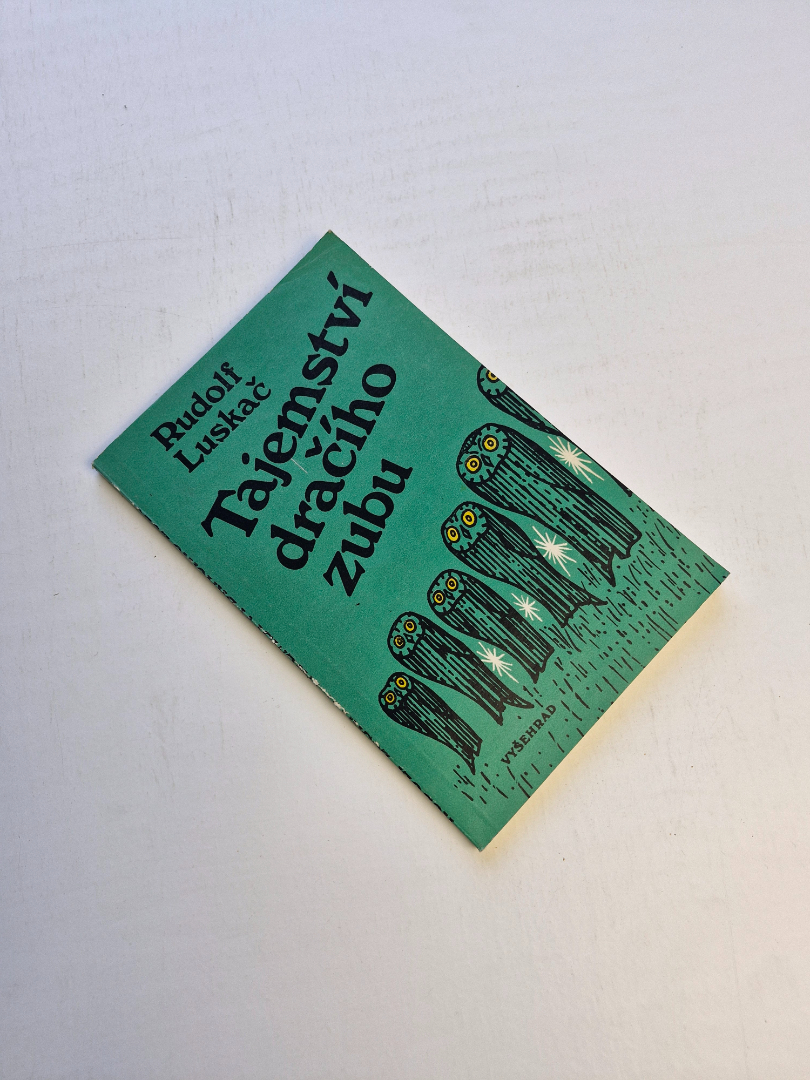 Rudolf
Luskač
Tajemství
dračího
zubu
VYŠEHRAD